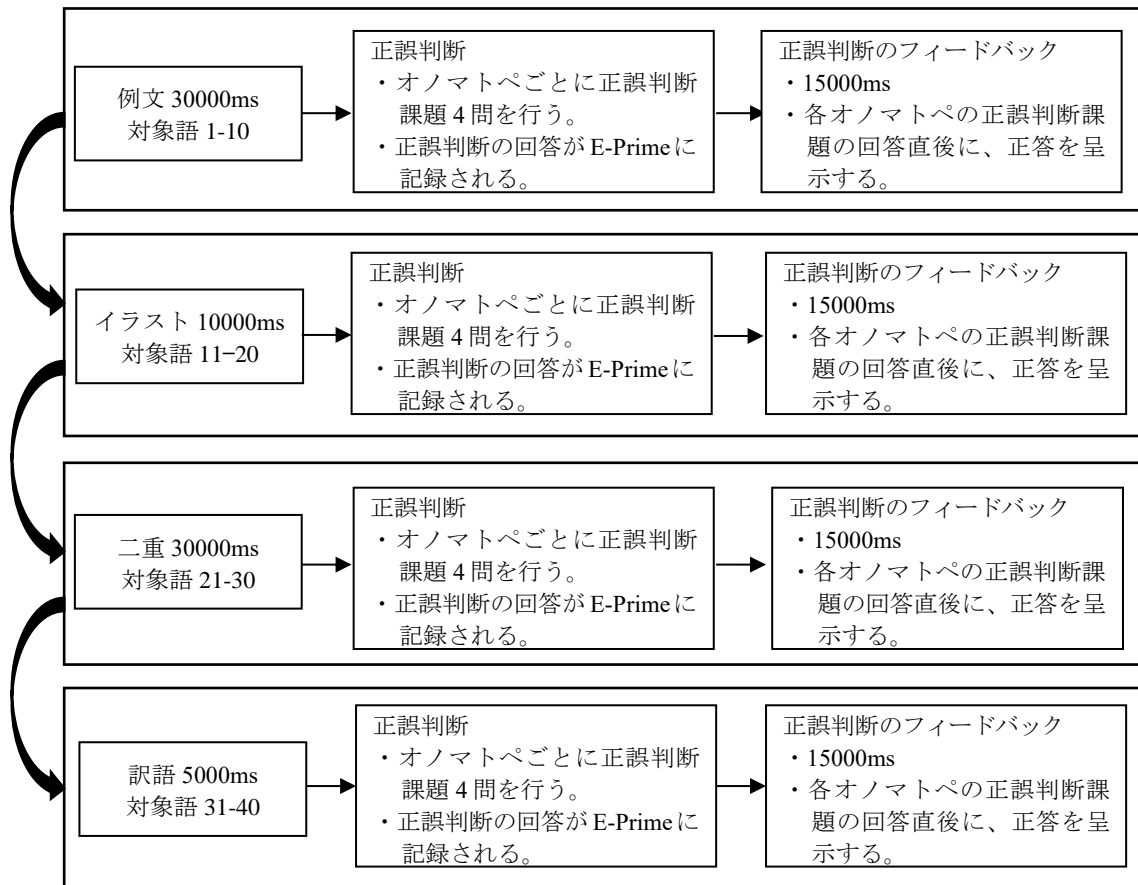 例文 30000ms
対象語 1-10
正誤判断
・オノマトペごとに正誤判断
課題 4 問を行う。
・正誤判断の回答が E-Prime に
記録される。
正誤判断のフィードバック
・15000ms
・各オノマトペの正誤判断課
題の回答直後に、正答を呈
示する。
イラスト 10000ms
対象語 11−20
正誤判断
・オノマトペごとに正誤判断
課題 4 問を行う。
・正誤判断の回答が E-Prime に
記録される。
正誤判断のフィードバック
・15000ms
・各オノマトペの正誤判断課
題の回答直後に、正答を呈
示する。
二重 30000ms
対象語 21-30
正誤判断
・オノマトペごとに正誤判断
課題 4 問を行う。
・正誤判断の回答が E-Prime に
記録される。
正誤判断のフィードバック
・15000ms
・各オノマトペの正誤判断課
題の回答直後に、正答を呈
示する。
訳語 5000ms
対象語 31-40
正誤判断
・オノマトペごとに正誤判断
課題 4 問を行う。
・正誤判断の回答が E-Prime に
記録される。
正誤判断のフィードバック
・15000ms
・各オノマトペの正誤判断課
題の回答直後に、正答を呈
示する。